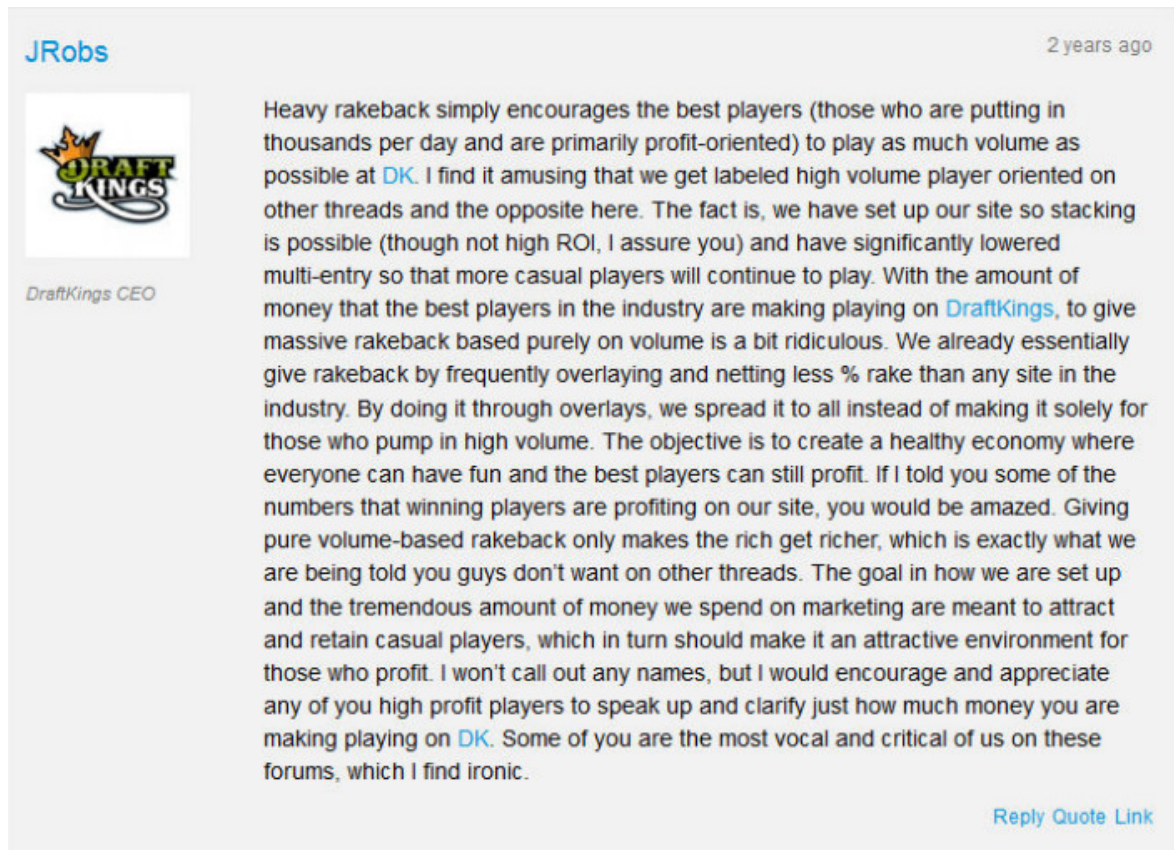 JRobs
2 years ago
DRAFT
KINGS
DraftKings CEO
Heavy rakeback simply encourages the best players (those who are putting in
thousands per day and are primarily profit-oriented) to play as much volume as
possible at DK. I find it amusing that we get labeled high volume player oriented on
other threads and the opposite here. The fact is, we have set up our site so stacking
is possible (though not high ROI, I assure you) and have significantly lowered
multi-entry so that more casual players will continue to play. With the amount of
money that the best players in the industry are making playing on DraftKings, to give
massive rakeback based purely on volume is a bit ridiculous. We already essentially
give rakeback by frequently overlaying and netting less % rake than any site in the
industry. By doing it through overlays, we spread it to all instead of making it solely for
those who pump in high volume. The objective is to create a healthy economy where
everyone can have fun and the best players can still profit. If I told you some of the
numbers that winning players are profiting on our site, you would be amazed. Giving
pure volume-based rakeback only makes the rich get richer, which is exactly what we
are being told you guys don't want on other threads. The goal in how we are set up
and the tremendous amount of money we spend on marketing are meant to attract
and retain casual players, which in turn should make it an attractive environment for
those who profit. I won't call out any names, but I would encourage and appreciate
any of you high profit players to speak up and clarify just how much money you are
making playing on DK. Some of you are the most vocal and critical of us on these
forums, which I find ironic.
Reply Quote Link